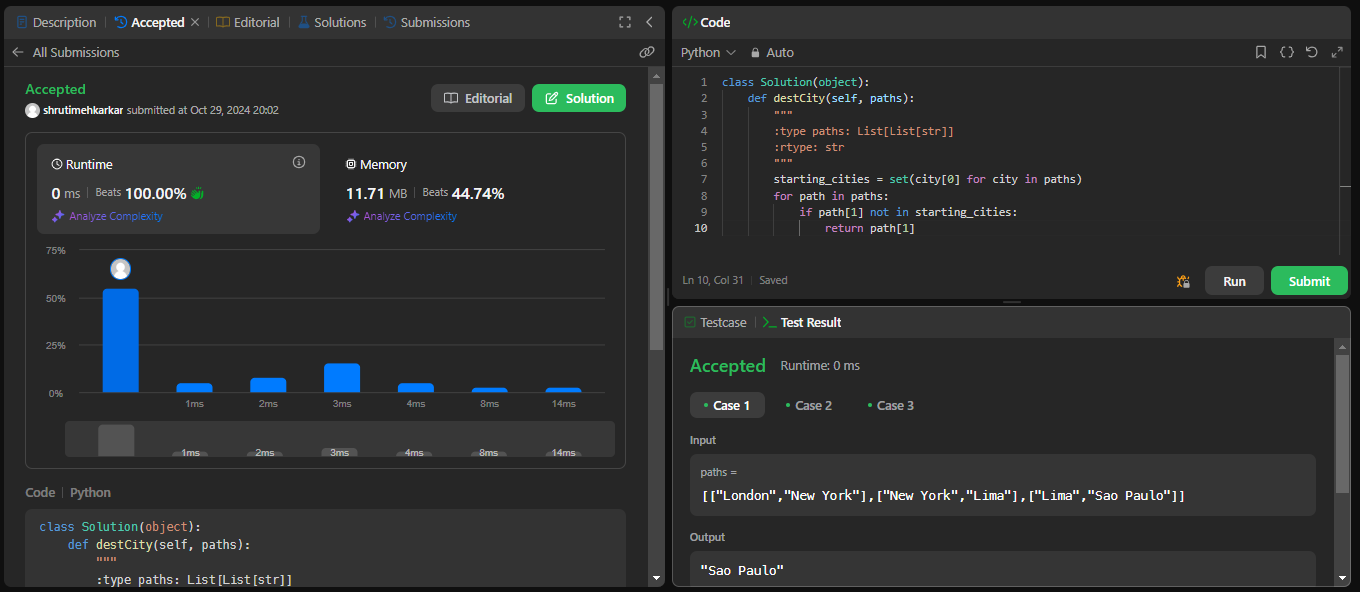 Description
Accepted
Editorial
Solutions
Submissions
All Submissions
Accepted
shrutimehkarkar submitted at Oct 29, 2024 20:02
Editorial
Solution
Runtime
0 ms
Beats 100.00%
Analyze Complexity
Memory
11.71 MB
Beats 44.74%
Analyze Complexity
75%
50%
25%
0%
1ms 2ms 3ms 4ms 8ms 14ms
1ms 2ms 3ms 4ms 8ms 14ms
Code
Python
class Solution(object):
def destCity(self, paths):
"""
:type paths: List[List[str]]
</> Code
Python
Auto
1 class Solution(object):
2 def destCity(self, paths):
3 """
4 :type paths: List[List[str]]
5 :rtype: str
6 """
7 starting_cities = set(city[0] for city in paths)
8 for path in paths:
9 if path[1] not in starting_cities:
10 return path[1]
Ln 10, Col 31
Saved
Run
Submit
Testcase
>_ Test Result
Accepted
Runtime: 0 ms
Case 1
Case 2
Case 3
Input
paths =
[["London","New York"],["New York","Lima"],["Lima","Sao Paulo"]]
Output
"Sao Paulo"